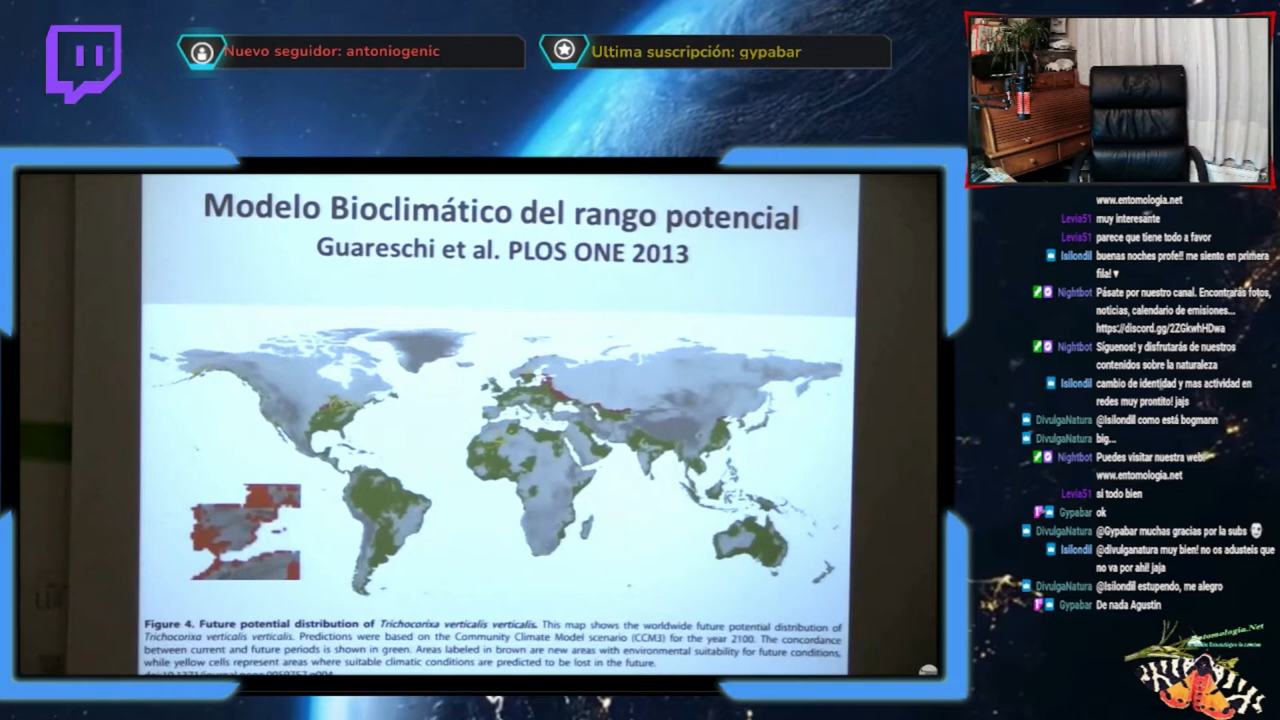 Nuevo seguidor: antoniogenic
Ultima suscripción: gypabar
Modelo Bioclimático del rango potencial
Guareschi et al. PLOS ONE 2013
Figure 4. Future potential distribution of Trichocorixa verticalis verticalis. This map shows the worldwide future potential distribution of
Trichocorixa verticalis verticalis. Predictions were based on the Community Climate Model scenario (CCM3) for the year 2100. The concordance
between current and future periods is shown in green. Areas labeled in brown are new areas with environmental suitability for future conditions,
while yellow cells represent areas where suitable climatic conditions are predicted to be lost in the future.
www.entomologia.net
Levia51 muy interesante
Levia51 parece que tiene todo a favor
Isilondil buenas noches profe!! me siento en primera
fila! ♥
Nightbot Pásate por nuestro canal. Encontrarás fotos,
noticias, calendario de emisiones...
https://discord.gg/2ZGkwhHDwa
Nightbot Síguenos! y disfrutarás de nuestros
contenidos sobre la naturaleza
Isilondil cambio de identidad y mas actividad en
redes muy prontito! jajs
DivulgaNatura @Isilondil como está bogmann
DivulgaNatura big...
Nightbot Puedes visitar nuestra web:
www.entomologia.net
Levia51 si todo bien
Gypabar ok
DivulgaNatura @Gypabar muchas gracias por la subs
Isilondil @divulganatura muy bien! no os adusteis que
no va por ahi! jaja
DivulgaNatura @Isilondil estupendo, me alegro
Gypabar De nada Agustin
Entomologia.Net